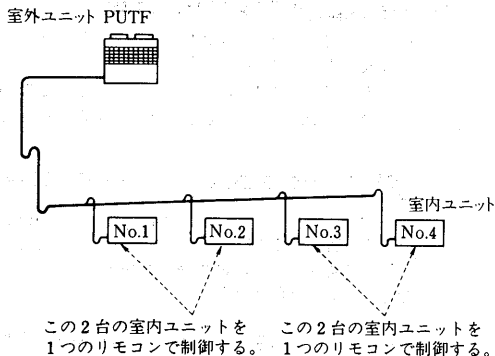 室外ユニット PUTF
室内ユニット
No.1 No.2 No.3 No.4
この2台の室内ユニットを
1つのリモコンで制御する。
この2台の室内ユニットを
1つのリモコンで制御する。